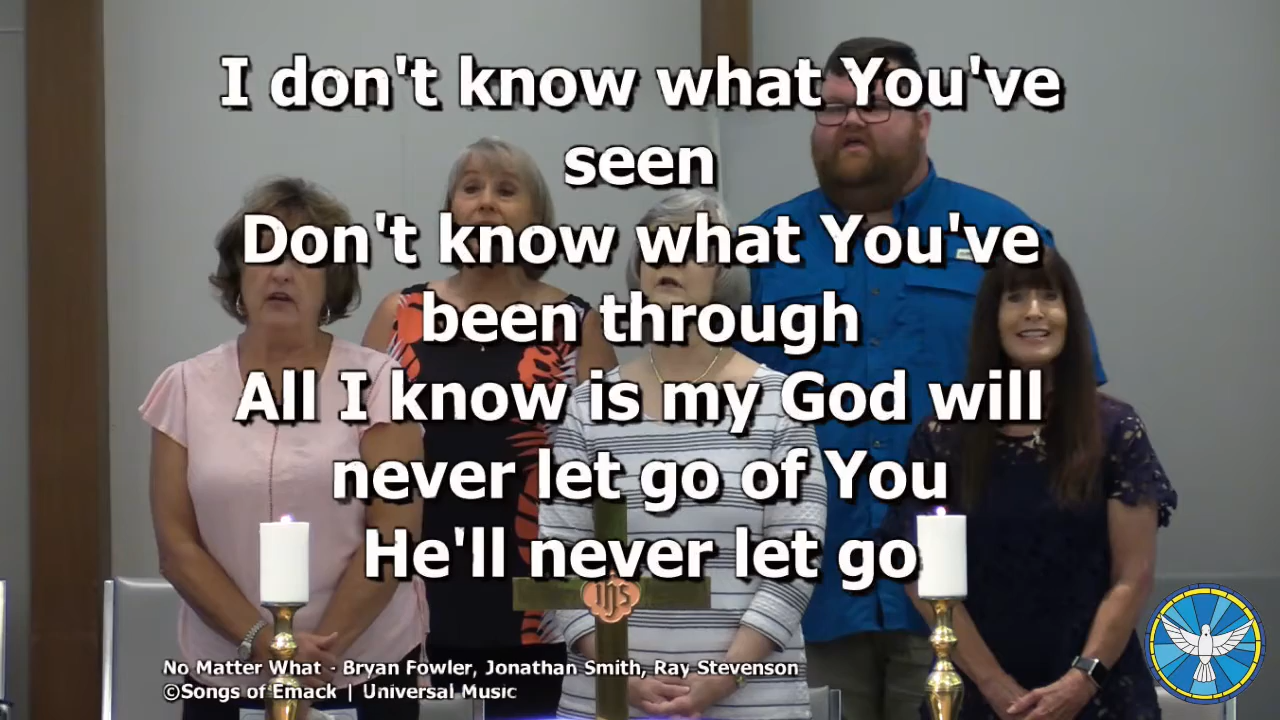 I don't know what You've
seen
Don't know what You've
been through
All I know is my God will
never let go of You
He'll never let go
IHS
No Matter What - Bryan Fowler, Jonathan Smith, Ray Stevenson
©Songs of Emack | Universal Music